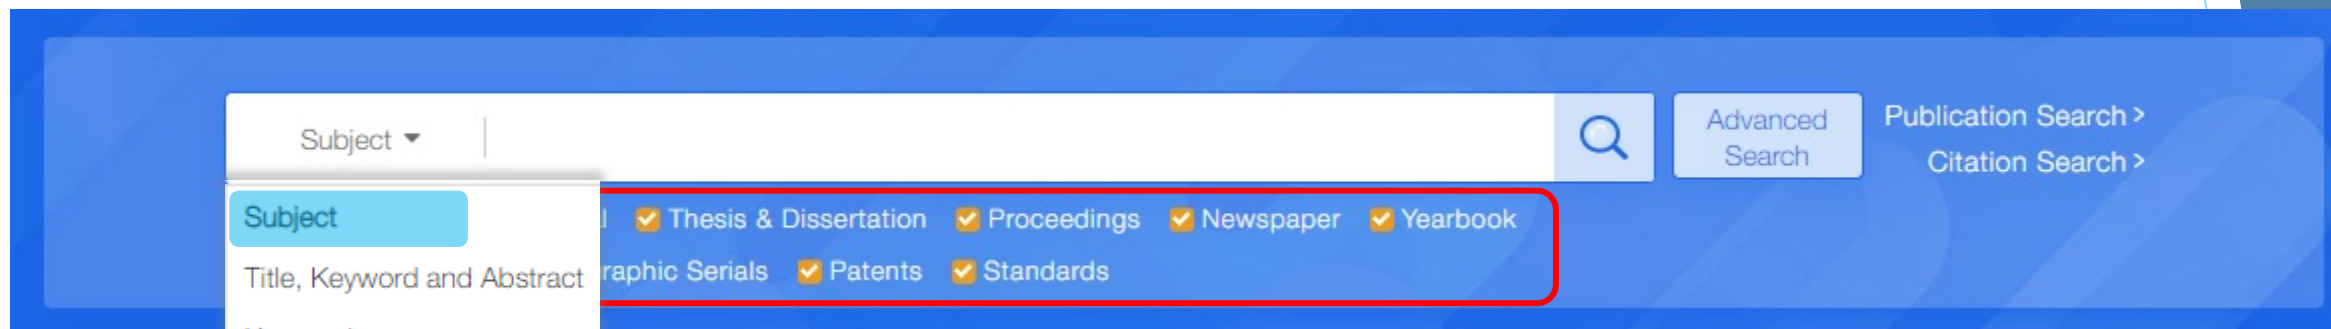 Subject
Advanced
Search
Publication Search >
Citation Search >
Subject
Thesis & Dissertation Proceedings Newspaper Yearbook
Title, Keyword and Abstract
Serials Patents Standards